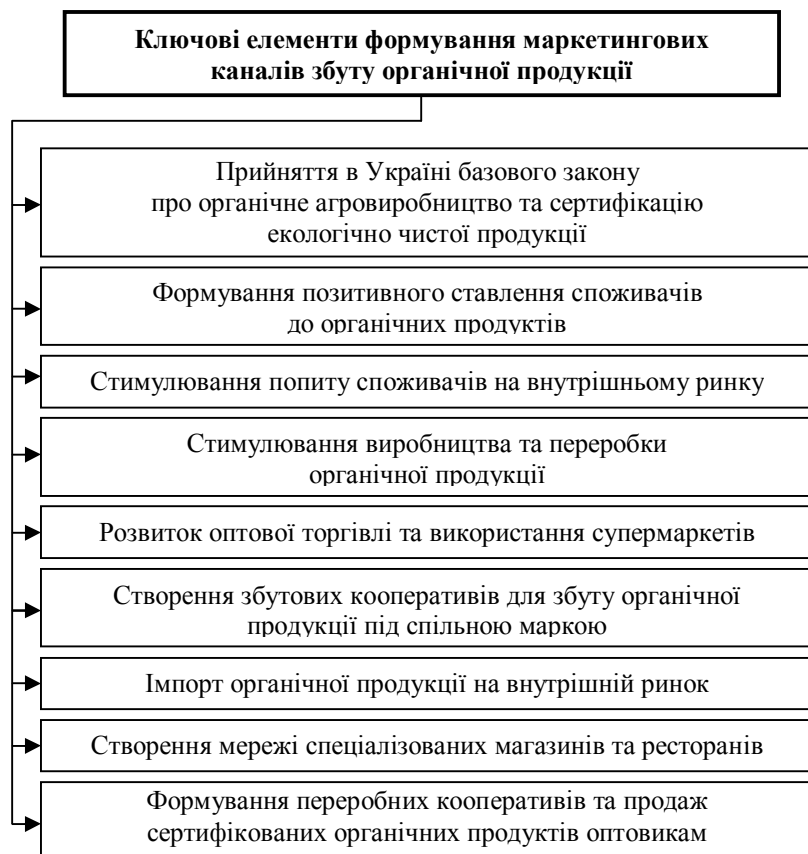 Ключові елементи формування маркетингових
каналів збуту органічної продукції
Прийняття в Україні базового закону
про органічне агровиробництво та сертифікацію
екологічно чистої продукції
Формування позитивного ставлення споживачів
до органічних продуктів
Стимулювання попиту споживачів на внутрішньому ринку
Стимулювання виробництва та переробки
органічної продукції
Розвиток оптової торгівлі та використання супермаркетів
Створення збутових кооперативів для збуту органічної
продукції під спільною маркою
Імпорт органічної продукції на внутрішній ринок
Створення мережі спеціалізованих магазинів та ресторанів
Формування переробних кооперативів та продаж
сертифікованих органічних продуктів оптовикам